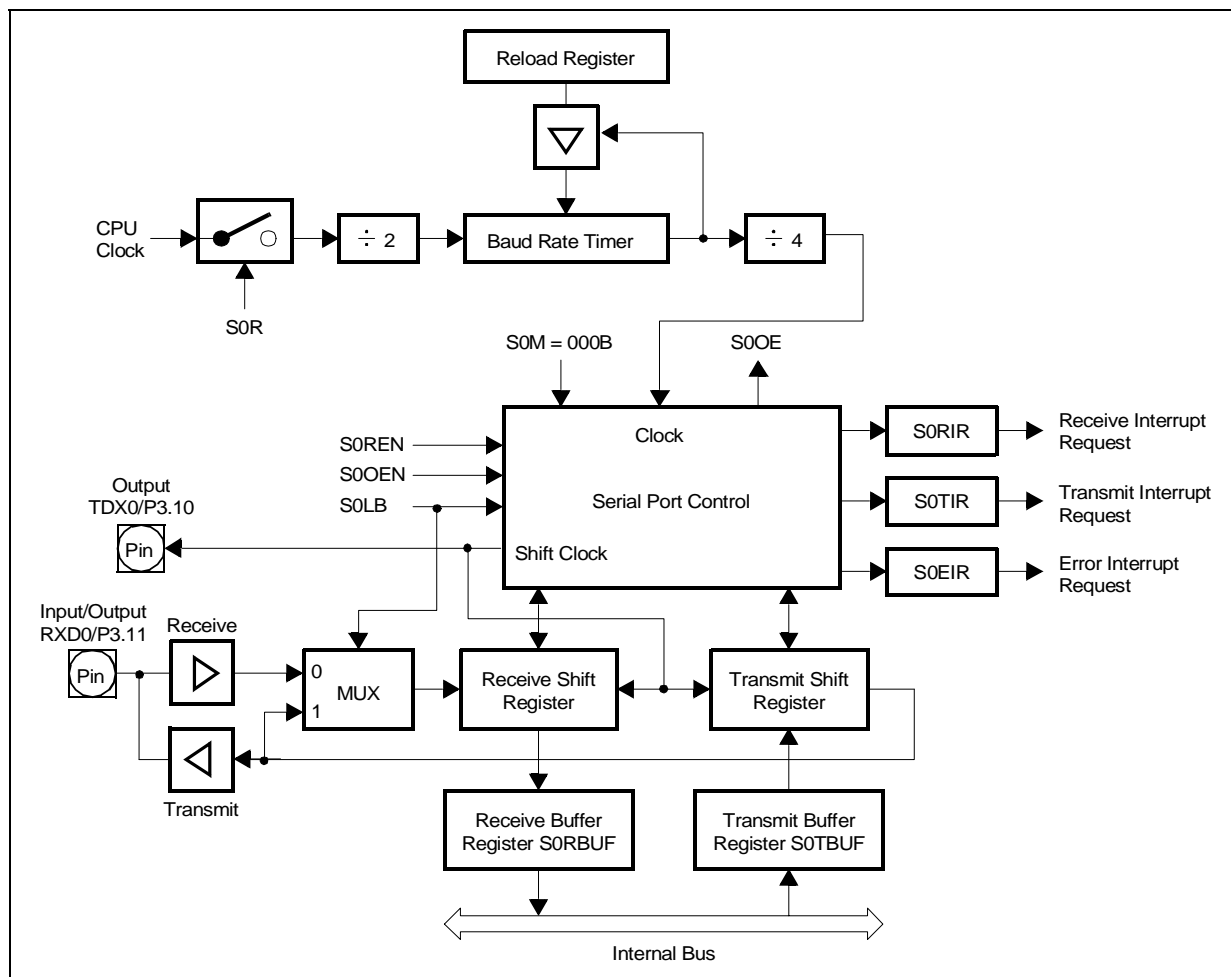 Reload Register
CPU
Clock
÷ 2
Baud Rate Timer
÷ 4
S0R
S0M = 000B
S0OE
Clock
S0REN
S0OEN
S0LB
Serial Port Control
Shift Clock
S0RIR
Receive Interrupt
Request
S0TIR
Transmit Interrupt
Request
S0EIR
Error Interrupt
Request
Output
TDX0/P3.10
Pin
Input/Output
RXD0/P3.11
Pin
Receive
0
MUX
1
Transmit
Receive Shift
Register
Transmit Shift
Register
Receive Buffer
Register S0RBUF
Transmit Buffer
Register S0TBUF
Internal Bus